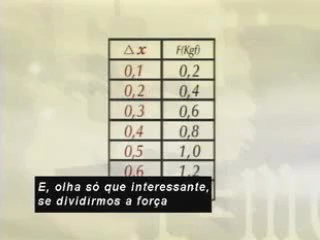 Δx F(Kgf)
0,1 0,2
0,2 0,4
0,3 0,6
0,4 0,8
0,5 1,0
0,6 1,2
E, olha só que interessante,
se dividirmos a força